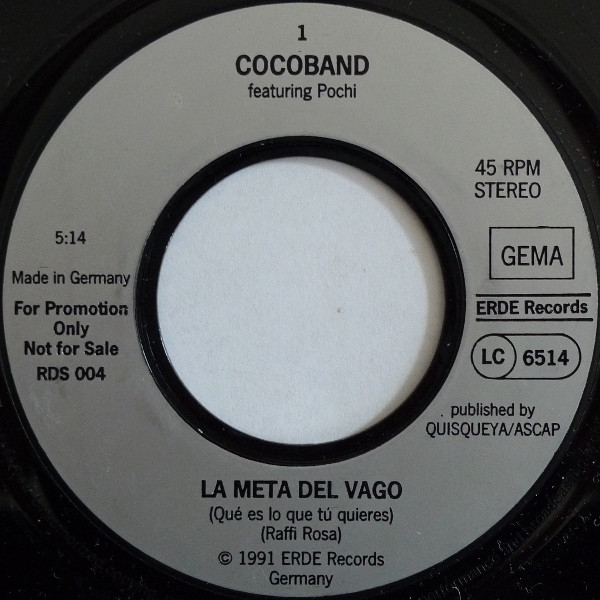 1
COCOBAND
featuring Pochi
45 RPM
STEREO
5:14
GEMA
Made in Germany
For Promotion
Only
Not for Sale
RDS 004
ERDE Records
LC 6514
published by
QUISQUEYA/ASCAP
LA META DEL VAGO
(Qué es lo que tú quieres)
(Raffi Rosa)
© 1991 ERDE Records
Germany